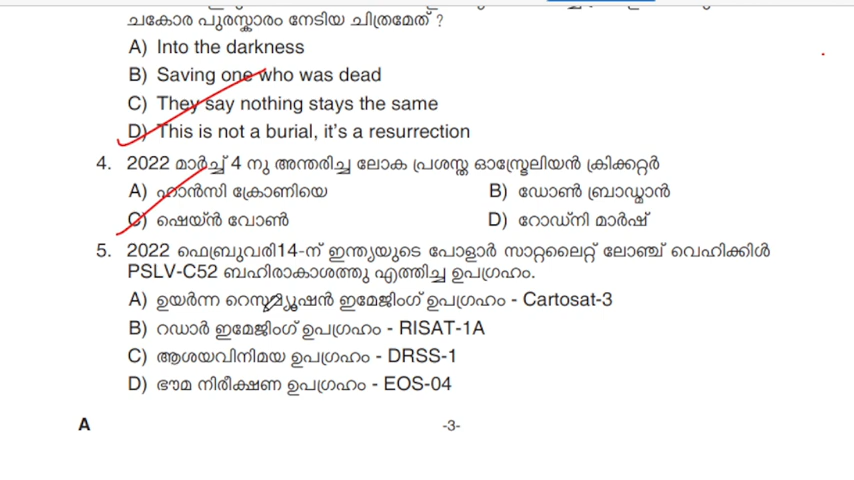 ചകോര പുരസ്കാരം നേടിയ ചിത്രമേത് ?
A) Into the darkness
B) Saving one who was dead
C) They say nothing stays the same
D) This is not a burial, it's a resurrection
4. 2022 മാർച്ച് 4 നു അന്തരിച്ച ലോക പ്രശസ്ത ഓസ്ട്രേലിയൻ ക്രിക്കറ്റർ
A) ഹാൻസി ക്രോണിയെ B) ഡോൺ ബ്രാഡ്മാൻ
C) ഷെയ്ൻ വോൺ D) റോഡ്നി മാർഷ്
5. 2022 ഫെബ്രുവരി14-ന് ഇന്ത്യയുടെ പോളാർ സാറ്റലൈറ്റ് ലോഞ്ച് വെഹിക്കിൾ
PSLV-C52 ബഹിരാകാശത്തു എത്തിച്ച ഉപഗ്രഹം.
A) ഉയർന്ന റെസല്യൂഷൻ ഇമേജിംഗ് ഉപഗ്രഹം - Cartosat-3
B) റഡാർ ഇമേജിംഗ് ഉപഗ്രഹം - RISAT-1A
C) ആശയവിനിമയ ഉപഗ്രഹം - DRSS-1
D) ഭൗമ നിരീക്ഷണ ഉപഗ്രഹം - EOS-04
A -3-